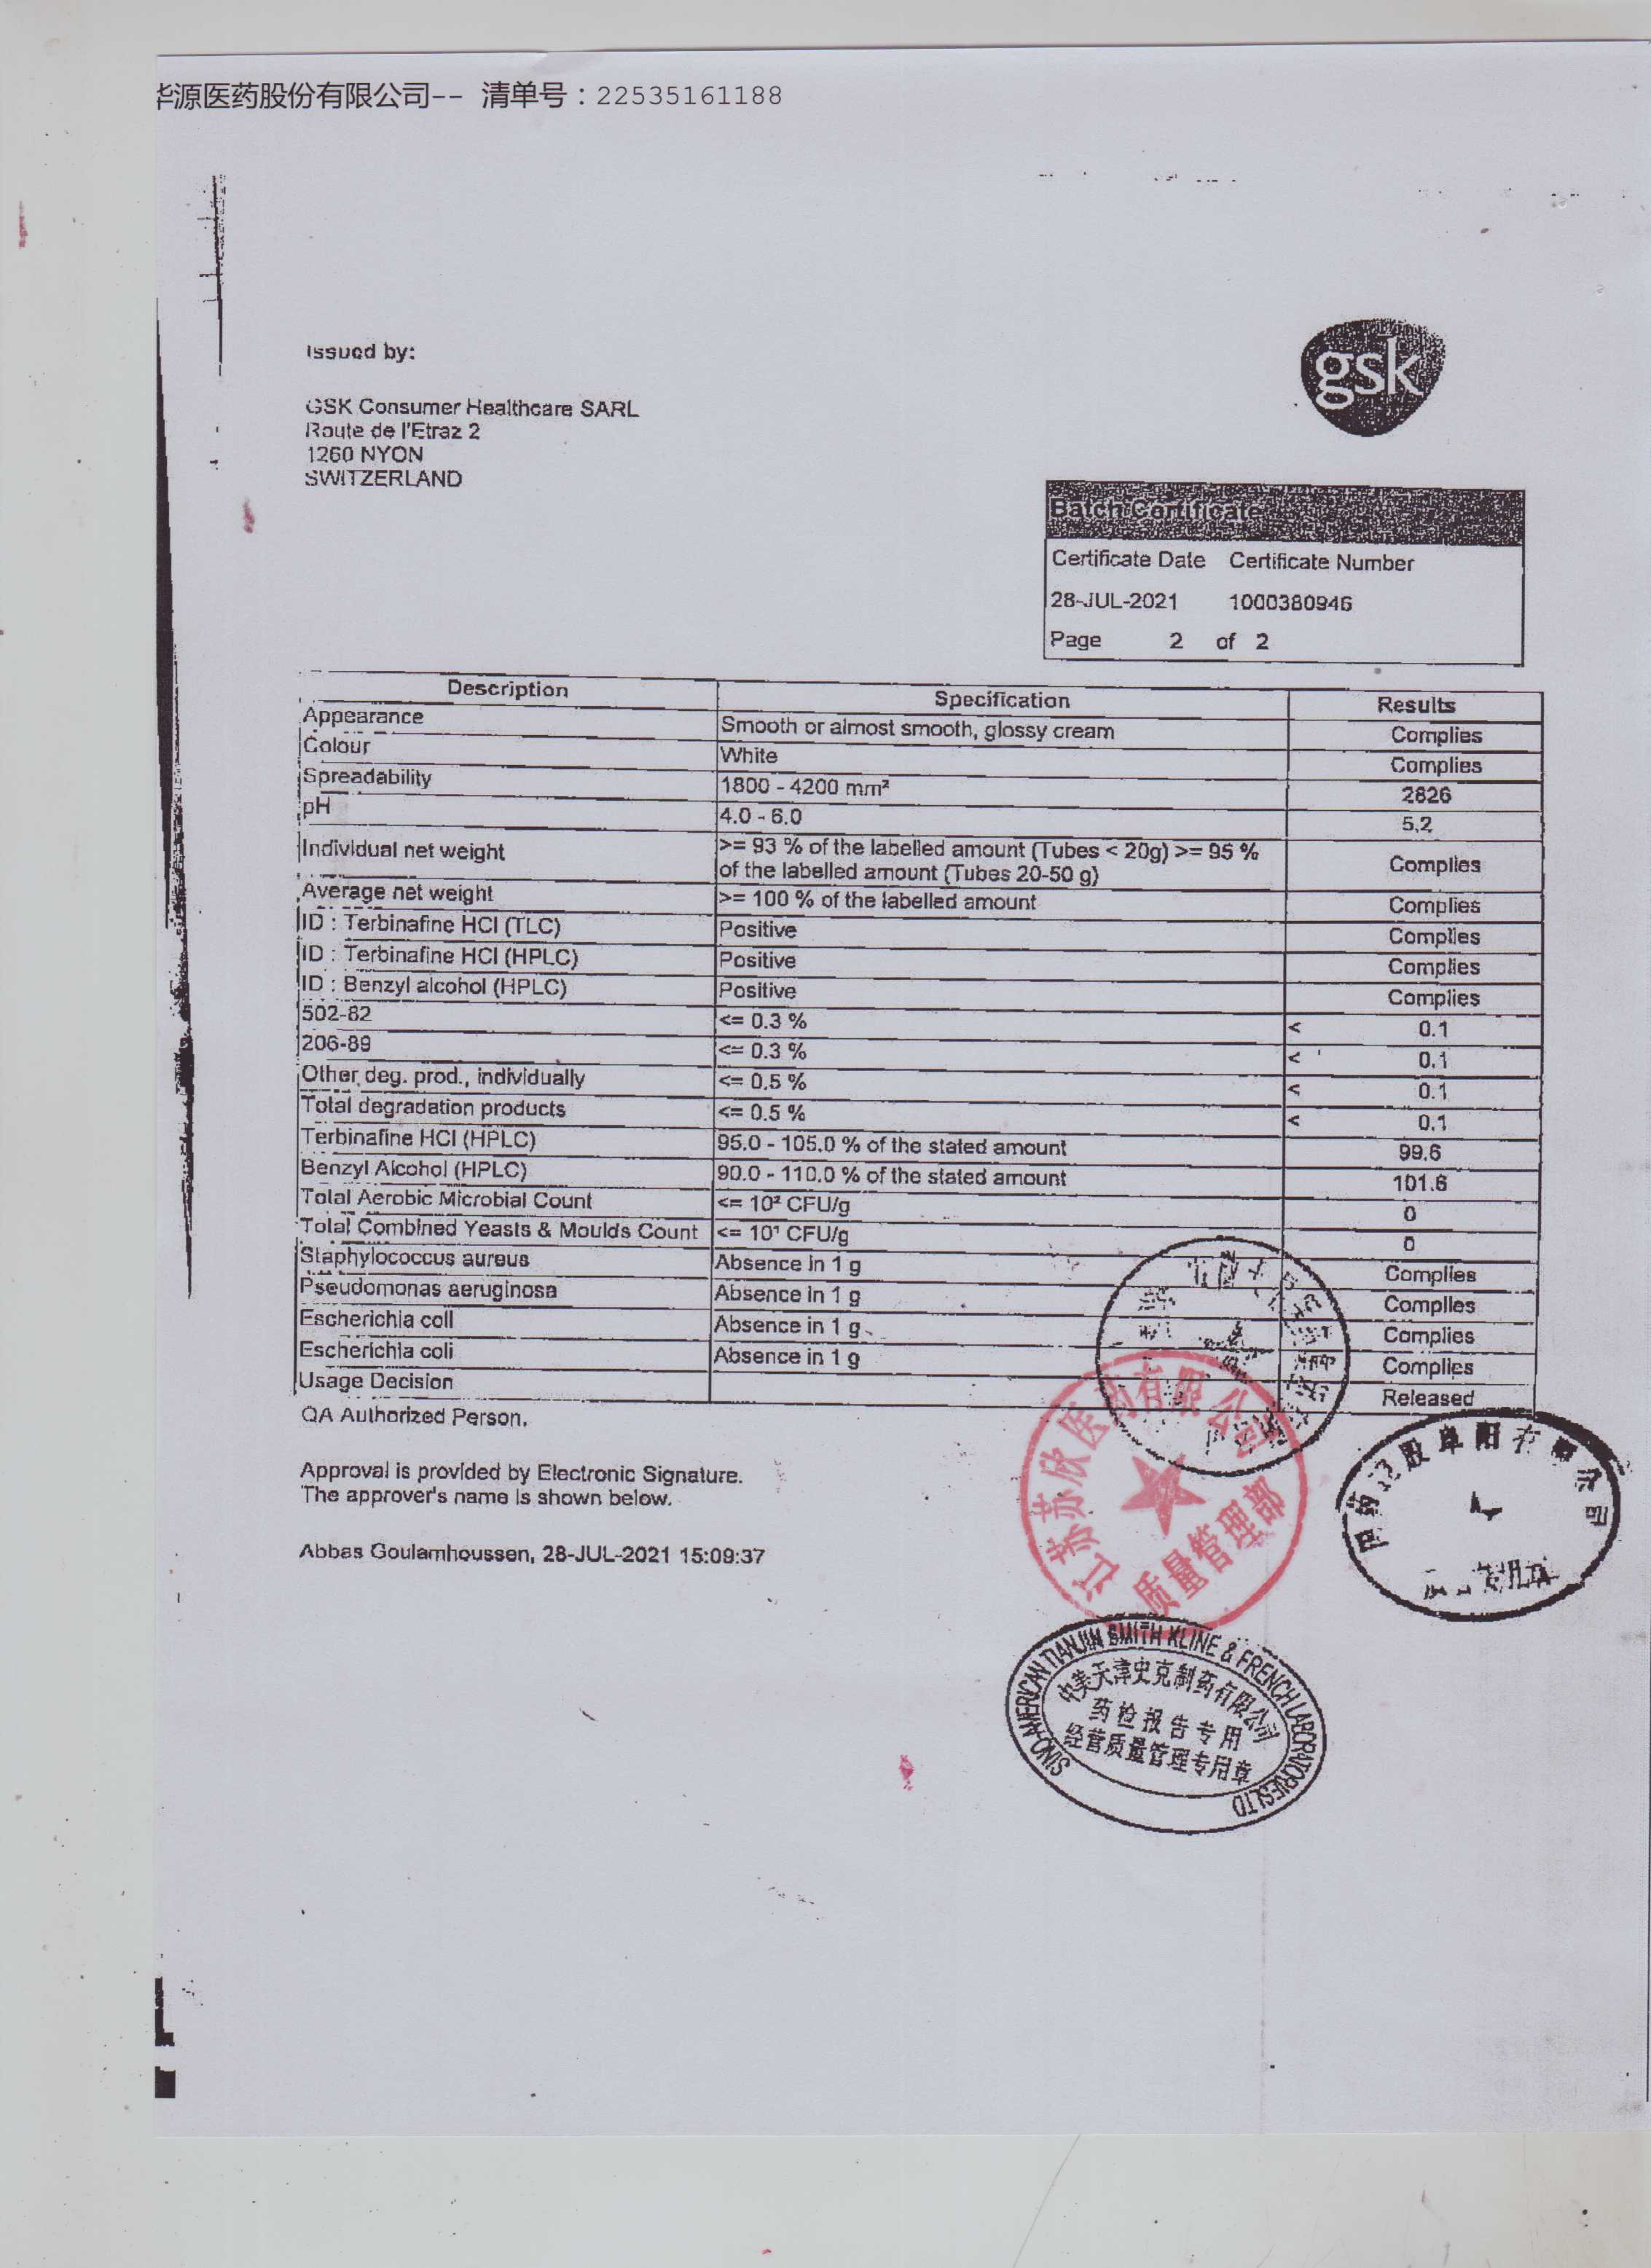 华源医药股份有限公司-- 清单号：22535161188
Issued by:
gsk
GSK Consumer Healthcare SARL
Route de l'Etraz 2
1260 NYON
SWITZERLAND
Batch Certificate
Certificate Date Certificate Number
28-JUL-2021 1000380946
Page 2 of 2
Description Specification Results
Appearance Smooth or almost smooth, glossy cream Complies
Colour White Complies
Spreadability 1800 - 4200 mm² 2826
pH 4.0 - 6.0 5.2
Individual net weight >= 93 % of the labelled amount (Tubes < 20g) >= 95 %
of the labelled amount (Tubes 20-50 g) Complies
Average net weight >= 100 % of the labelled amount Complies
ID : Terbinafine HCl (TLC) Positive Complies
ID : Terbinafine HCl (HPLC) Positive Complies
ID : Benzyl alcohol (HPLC) Positive Complies
502-82 <= 0.3 % < 0.1
206-89 <= 0.3 % < 0.1
Other deg. prod., individually <= 0.5 % < 0.1
Total degradation products <= 0.5 % < 0.1
Terbinafine HCl (HPLC) 95.0 - 105.0 % of the stated amount 99.6
Benzyl Alcohol (HPLC) 90.0 - 110.0 % of the stated amount 101.6
Total Aerobic Microbial Count <= 10² CFU/g 0
Total Combined Yeasts & Moulds Count <= 10¹ CFU/g 0
Staphylococcus aureus Absence in 1 g Complies
Pseudomonas aeruginosa Absence in 1 g Complies
Escherichia coli Absence in 1 g Complies
Escherichia coli Absence in 1 g Complies
Usage Decision Released
QA Authorized Person.
Approval is provided by Electronic Signature.
The approver's name is shown below.
Abbas Goulamhoussen, 28-JUL-2021 15:09:37
江苏欣医药有限公司
质量管理部
SINO-AMERICAN TIANJIN SMITH KLINE & FRENCH LABORATORIES LTD
中美天津史克制药有限公司
药检报告专用
经营质量管理专用章